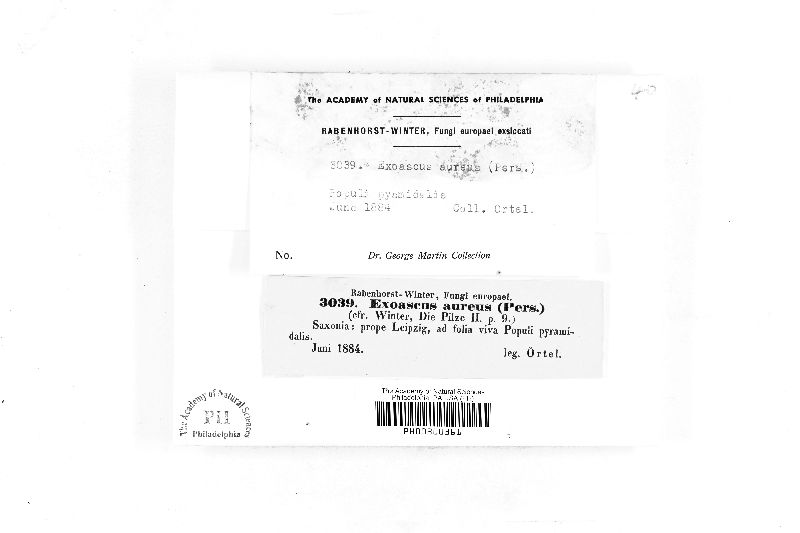 The ACADEMY of NATURAL SCIENCES of PHILADELPHIA
RABENHORST-WINTER, Fungi europaei exsiccati
3039. Exoascus aureus (Pers.)
Populi pyamidalis
June 1884 Coll. Ortel.
No. Dr. George Martin Collection
Rabenhorst-Winter, Fungi europaei.
3039. Exoascus aureus (Pers.)
(cfr. Winter, Die Pilze II. p. 9.)
Saxonia: prope Leipzig, ad folia viva Populi pyrami-
dalis.
Juni 1884. leg. Örtel.
The Academy of Natural Sciences
Philadelphia
PH
The Academy of Natural Sciences
Philadelphia, PA USA